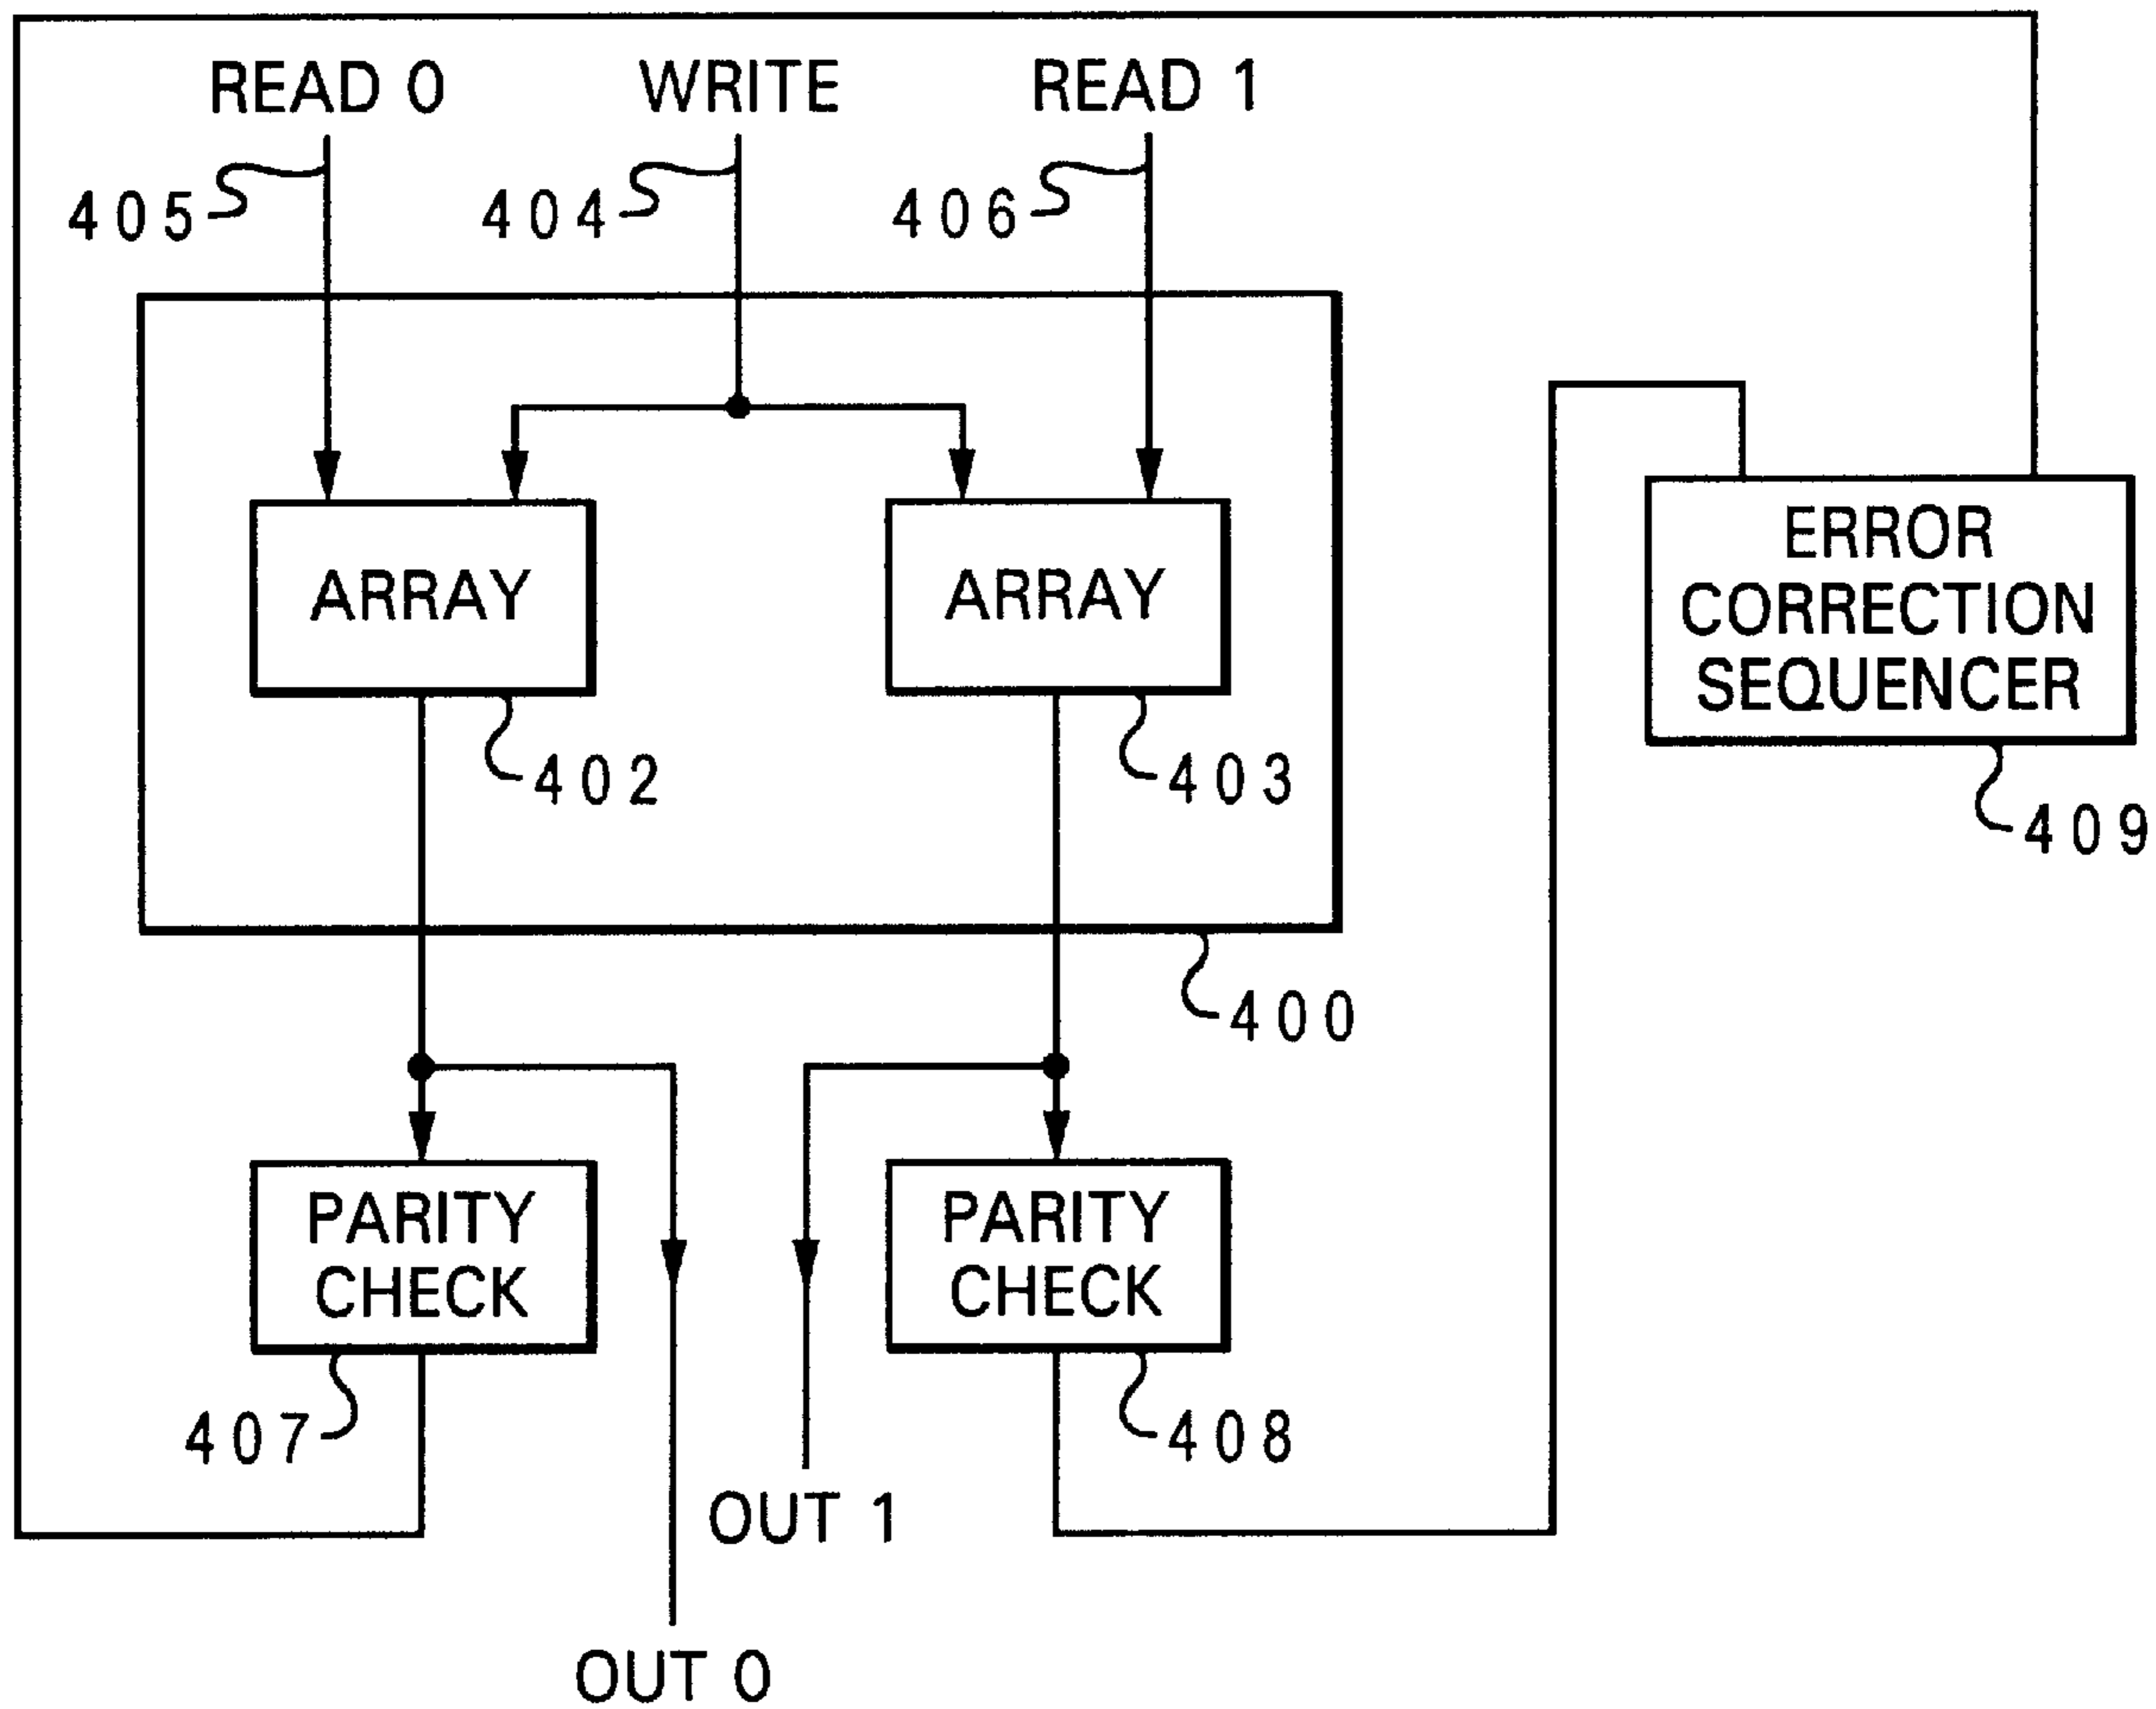 READ 0 WRITE READ 1
405 404 406
ERROR
CORRECTION
SEQUENCER
ARRAY ARRAY
402 403
409
400
PARITY
CHECK
PARITY
CHECK
407 408
OUT 1
OUT 0